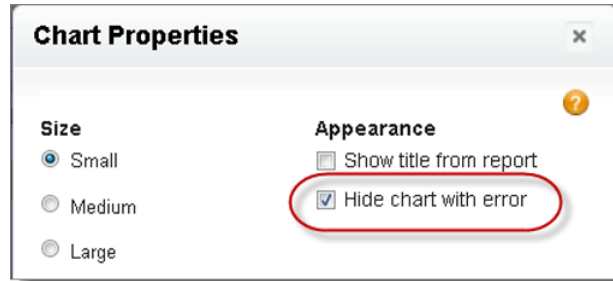 Chart Properties
Size
Small
Medium
Large
Appearance
Show title from report
Hide chart with error
?